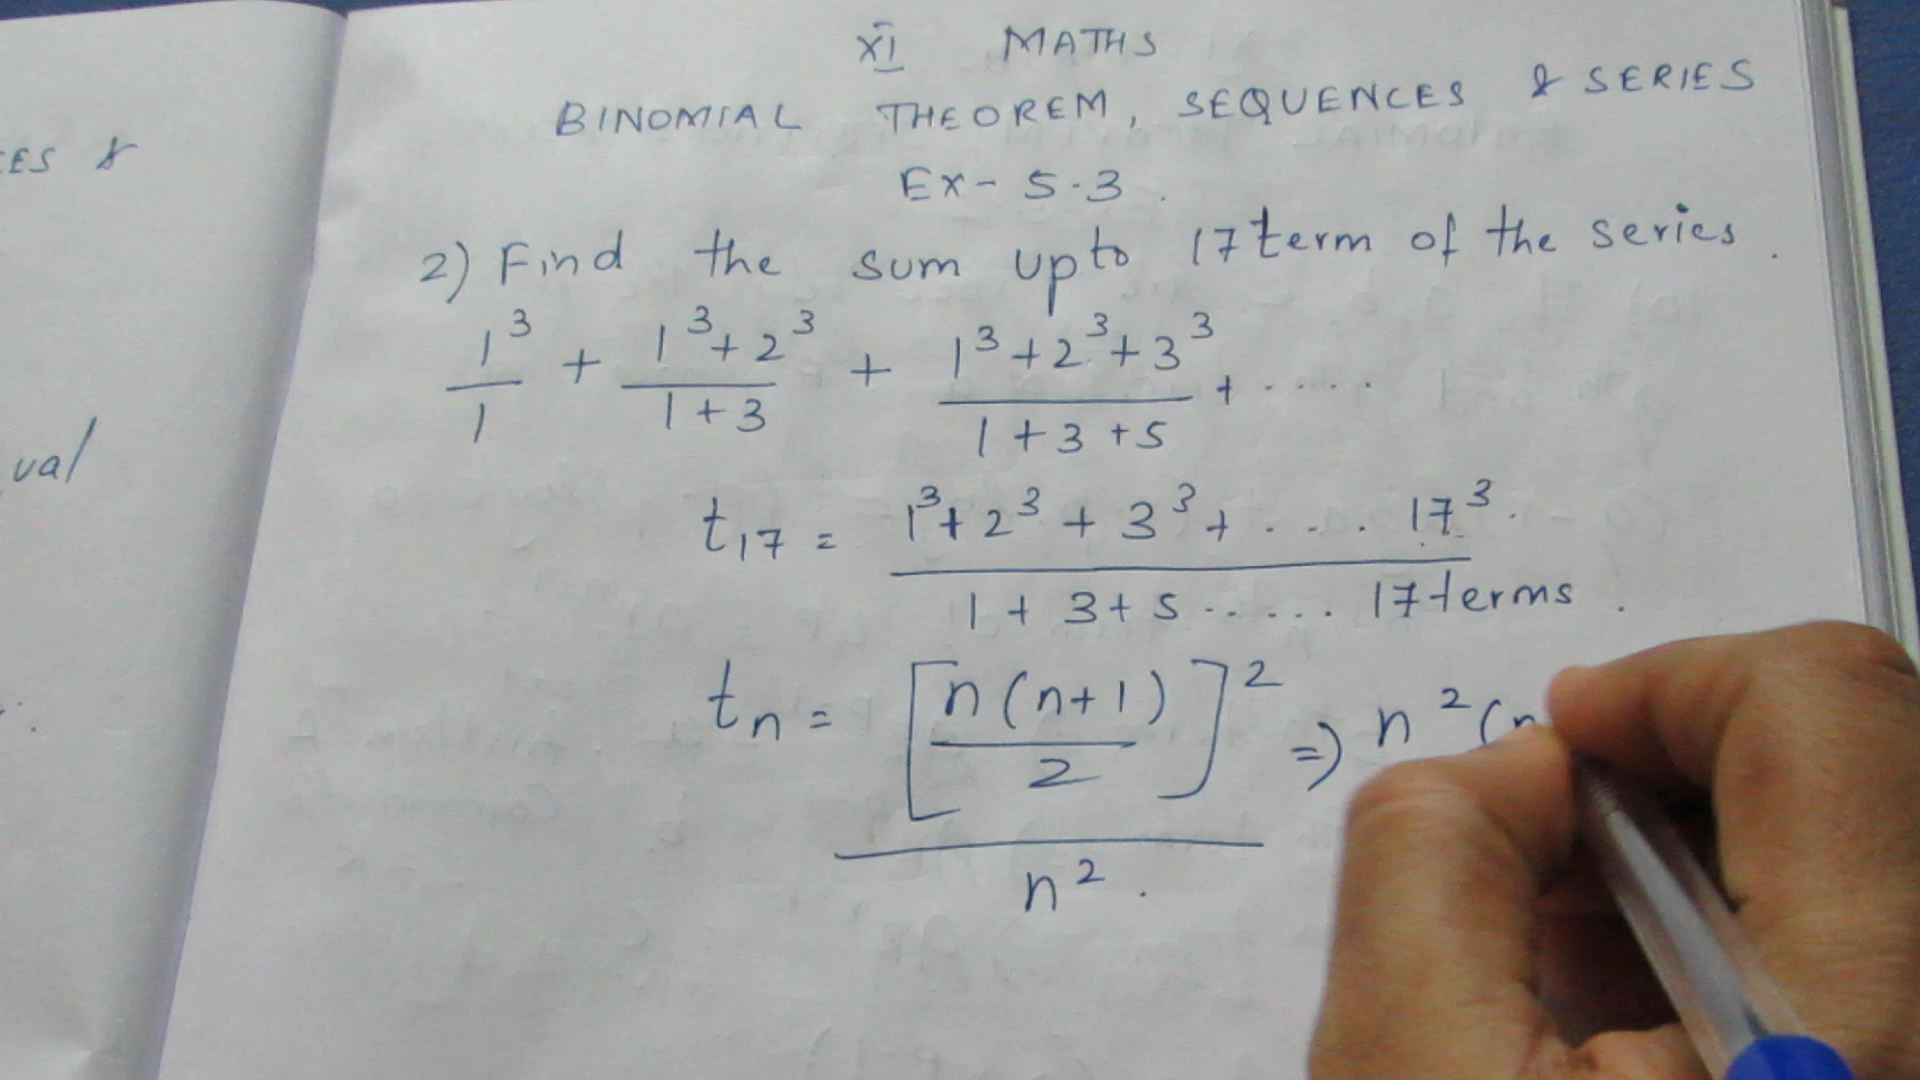 ES &
val
XI MATHS
BINOMIAL THEOREM, SEQUENCES & SERIES
Ex - 5.3.
2) Find the sum upto 17 term of the series.
1³/1 + 1³+2³/1+3 + 1³+2³+3³/1+3+5 + .....
t17 = 1³+2³+3³+.... 17³./1+3+5...... 17 terms.
tn = [n(n+1)/2]²/n². => n²(n